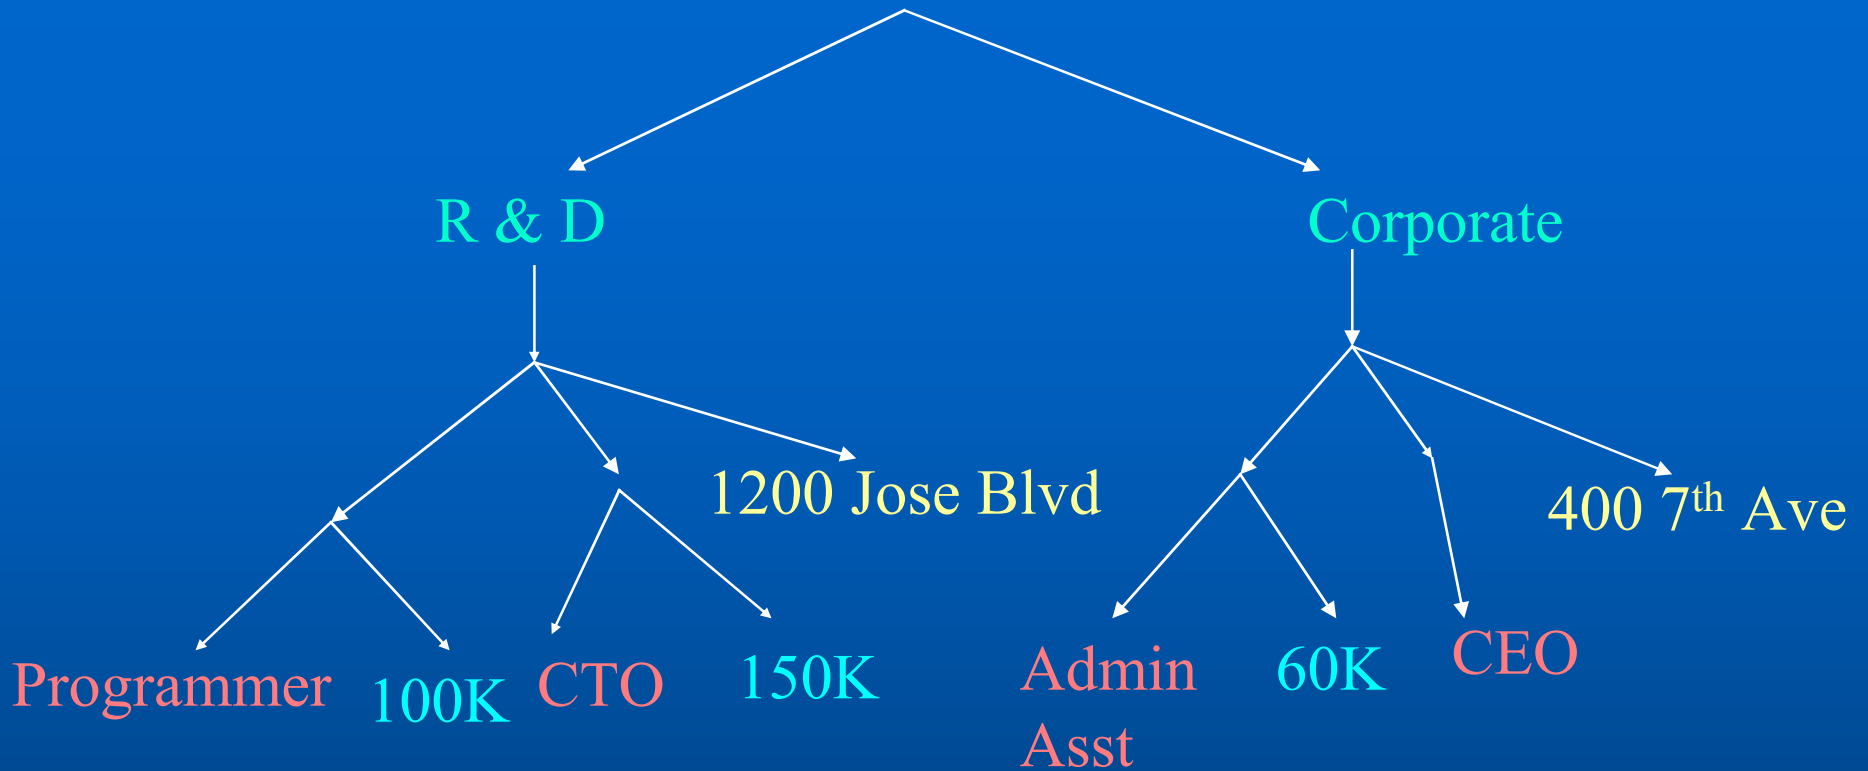 R & D
Corporate
1200 Jose Blvd
400 7th Ave
Programmer
100K
CTO
150K
Admin
Asst
60K
CEO